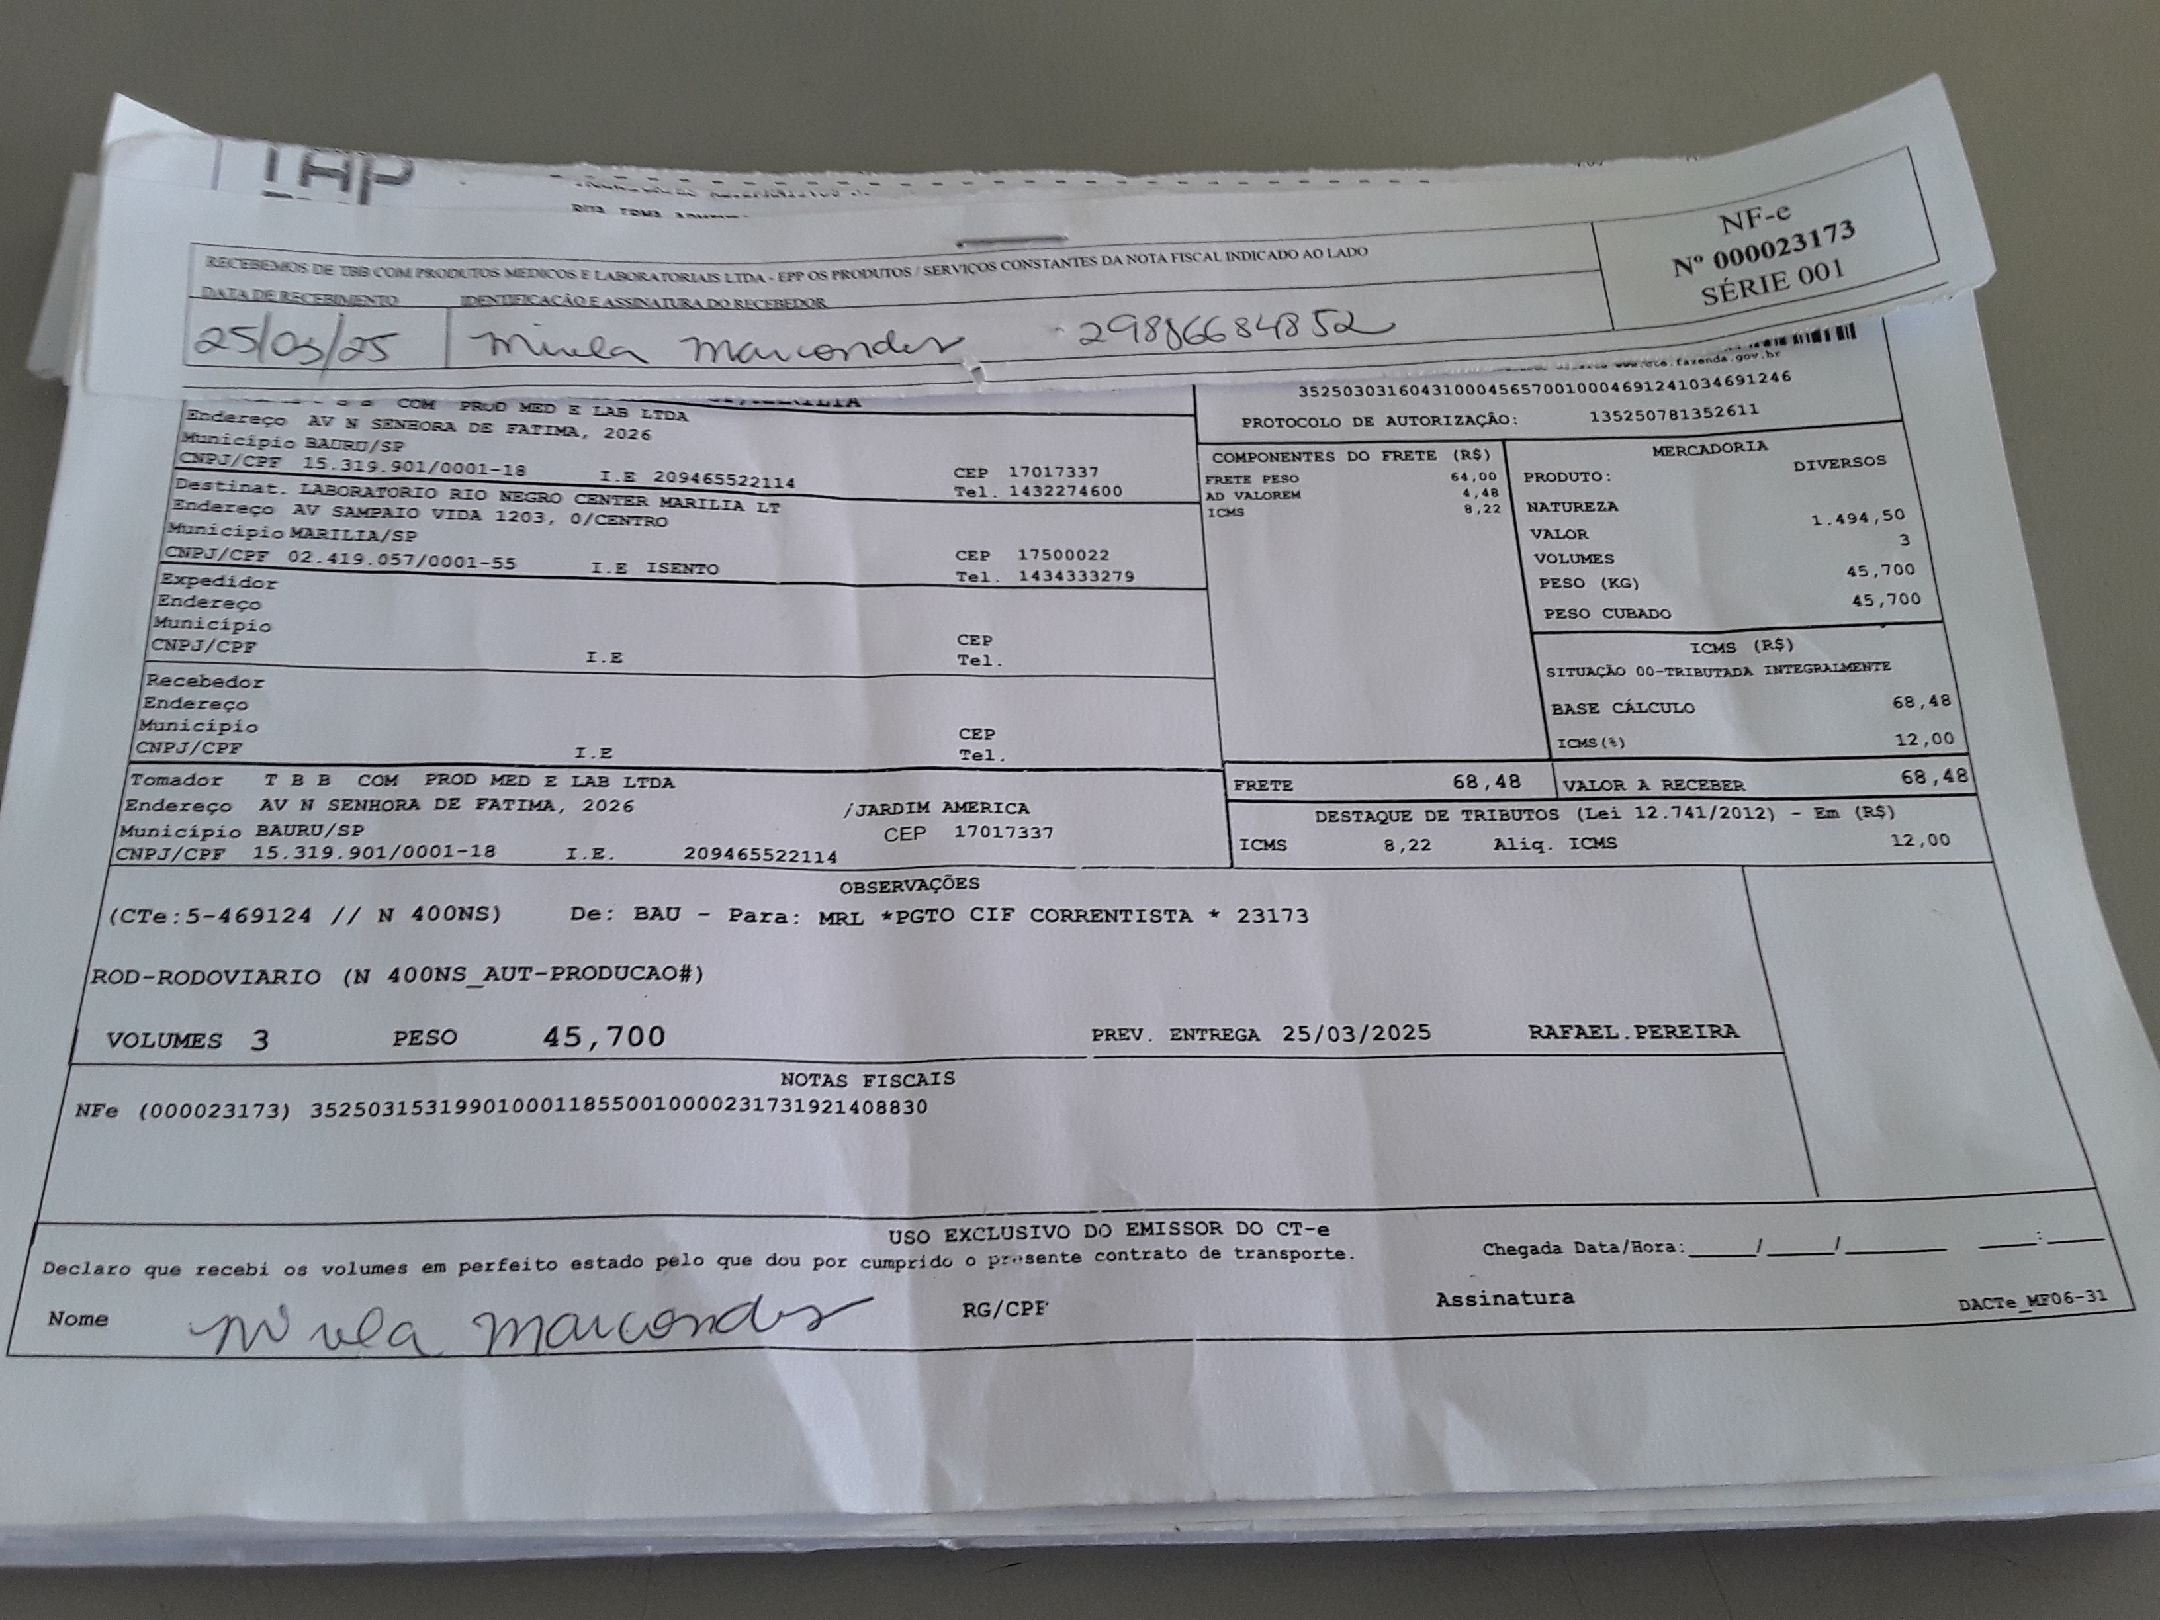 NF-e
Nº 000023173
SÉRIE 001
RECEBEMOS DE TBB COM PRODUTOS MEDICOS E LABORATORIAIS LTDA - EPP OS PRODUTOS / SERVIÇOS CONSTANTES DA NOTA FISCAL INDICADO AO LADO
DATA DE RECEBIMENTO IDENTIFICAÇÃO E ASSINATURA DO RECEBEDOR
25/03/25 Marcondes 29866684852
www.cte.fazenda.gov.br
35250303160431000456570010004691241034691246
PROTOCOLO DE AUTORIZAÇÃO: 135250781352611
T B B COM PROD MED E LAB LTDA
Endereço AV N SENHORA DE FATIMA, 2026
Município BAURU/SP
CNPJ/CPF 15.319.901/0001-18 I.E 209465522114 CEP 17017337
Tel. 1432274600
Destinat. LABORATORIO RIO NEGRO CENTER MARILIA LT
Endereço AV SAMPAIO VIDA 1203, 0/CENTRO
Município MARILIA/SP
CNPJ/CPF 02.419.057/0001-55 I.E ISENTO CEP 17500022
Tel. 1434333279
Expedidor
Endereço
Município
CNPJ/CPF I.E CEP
Tel.
Recebedor
Endereço
Município
CNPJ/CPF I.E CEP
Tel.
Tomador T B B COM PROD MED E LAB LTDA
Endereço AV N SENHORA DE FATIMA, 2026 /JARDIM AMERICA
Município BAURU/SP CEP 17017337
CNPJ/CPF 15.319.901/0001-18 I.E. 209465522114
COMPONENTES DO FRETE (R$)
FRETE PESO 64,00
AD VALOREM 4,48
ICMS 8,22
MERCADORIA
PRODUTO: DIVERSOS
NATUREZA
VALOR 1.494,50
VOLUMES 3
PESO (KG) 45,700
PESO CUBADO 45,700
ICMS (R$)
SITUAÇÃO 00-TRIBUTADA INTEGRALMENTE
BASE CÁLCULO 68,48
ICMS(%) 12,00
FRETE 68,48 VALOR A RECEBER 68,48
DESTAQUE DE TRIBUTOS (Lei 12.741/2012) - Em (R$)
ICMS 8,22 Aliq. ICMS 12,00
OBSERVAÇÕES
(CTe:5-469124 // N 400NS) De: BAU - Para: MRL *PGTO CIF CORRENTISTA * 23173
ROD-RODOVIARIO (N 400NS_AUT-PRODUCAO#)
VOLUMES 3 PESO 45,700 PREV. ENTREGA 25/03/2025 RAFAEL.PEREIRA
NOTAS FISCAIS
NFe (000023173) 35250315319901000118550010000231731921408830
USO EXCLUSIVO DO EMISSOR DO CT-e
Declaro que recebi os volumes em perfeito estado pelo que dou por cumprido o presente contrato de transporte. Chegada Data/Hora:____/____/______ ____:____
Nome Marcondes RG/CPF Assinatura DACTe_MF06-31